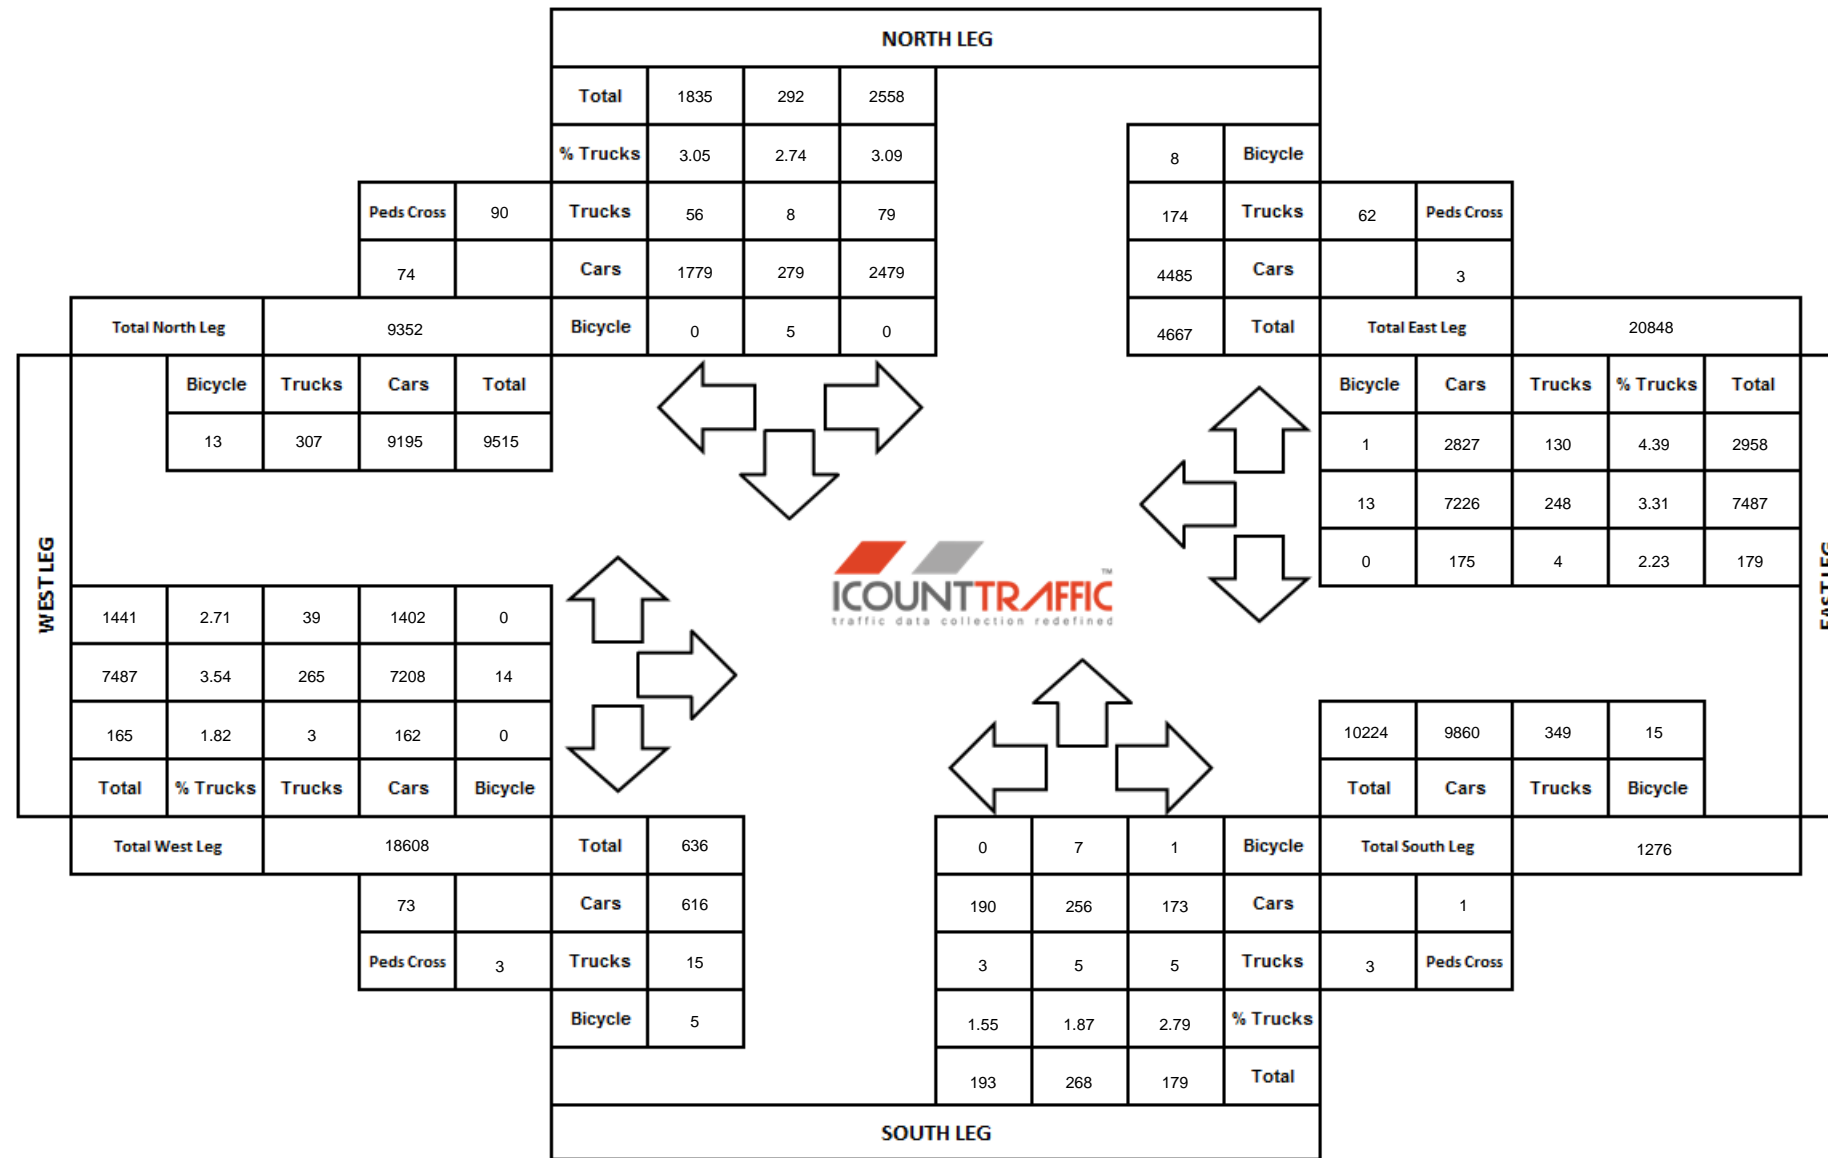 NORTH LEG
Total 1835 292 2558
% Trucks 3.05 2.74 3.09 8 Bicycle
Peds Cross 90 Trucks 56 8 79 174 Trucks 62 Peds Cross
74 Cars 1779 279 2479 4485 Cars 3
Total North Leg 9352 Bicycle 0 5 0 4667 Total Total East Leg 20848
Bicycle Trucks Cars Total Bicycle Cars Trucks % Trucks Total
13 307 9195 9515 1 2827 130 4.39 2958
13 7226 248 3.31 7487
WEST LEG
EAST LEG
0 175 4 2.23 179
ICOUNTTRAFFIC™
traffic data collection redefined
1441 2.71 39 1402 0
7487 3.54 265 7208 14
165 1.82 3 162 0 10224 9860 349 15
Total % Trucks Trucks Cars Bicycle Total Cars Trucks Bicycle
Total West Leg 18608 Total 636 0 7 1 Bicycle Total South Leg 1276
73 Cars 616 190 256 173 Cars 1
Peds Cross 3 Trucks 15 3 5 5 Trucks 3 Peds Cross
Bicycle 5 1.55 1.87 2.79 % Trucks
193 268 179 Total
SOUTH LEG